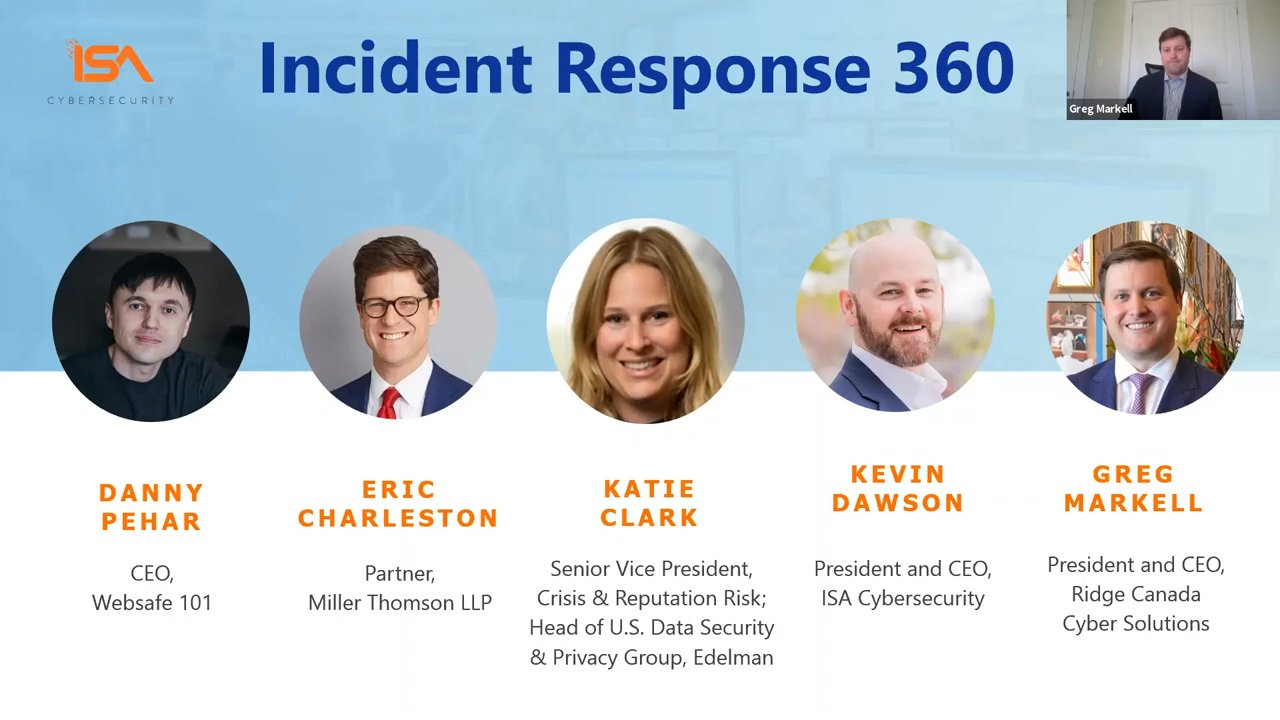 ISA
CYBERSECURITY
Incident Response 360
Greg Markell
DANNY
PEHAR
CEO,
Websafe 101
ERIC
CHARLESTON
Partner,
Miller Thomson LLP
KATIE
CLARK
Senior Vice President,
Crisis & Reputation Risk;
Head of U.S. Data Security
& Privacy Group, Edelman
KEVIN
DAWSON
President and CEO,
ISA Cybersecurity
GREG
MARKELL
President and CEO,
Ridge Canada
Cyber Solutions